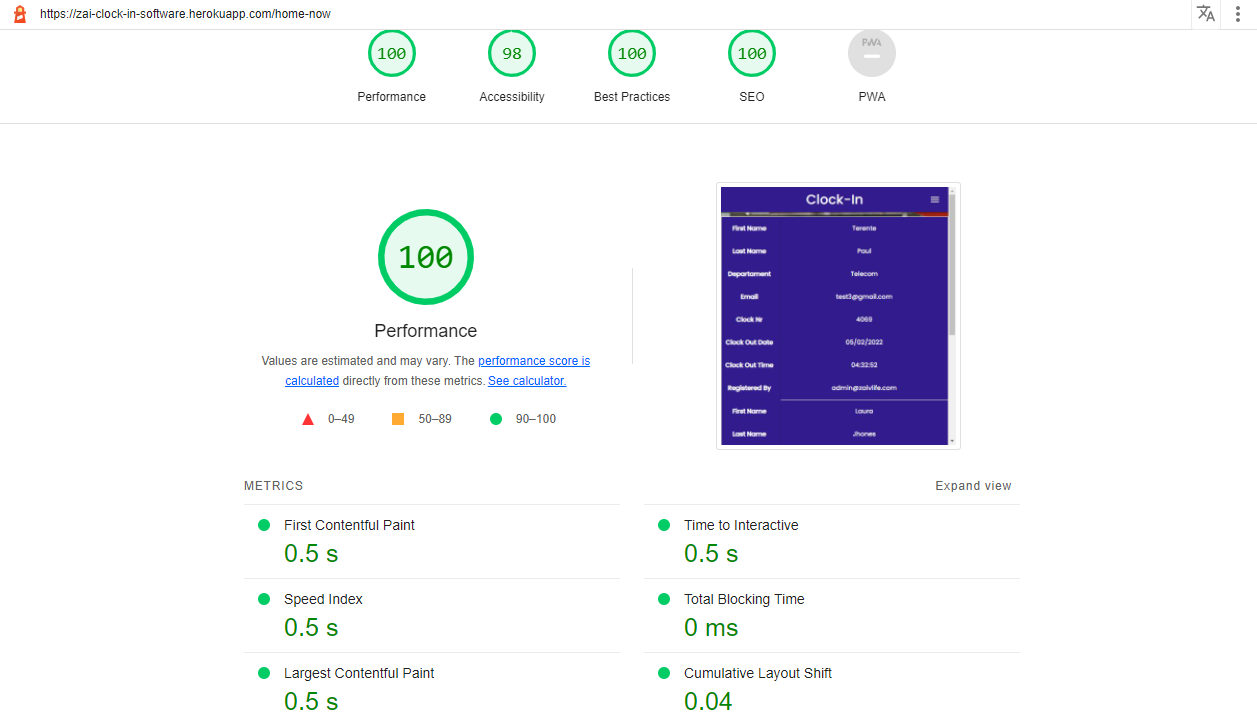 https://zai-clock-in-software.herokuapp.com/home-now
100
98
100
100
PWA
Performance
Accessibility
Best Practices
SEO
PWA
100
Performance
Values are estimated and may vary. The performance score is
calculated directly from these metrics. See calculator.
0–49
50–89
90–100
Clock-In
First Name Terente
Last Name Paul
Departament Telecom
Email test3@gmail.com
Clock Nr 4069
Clock Out Date 05/02/2022
Clock Out Time 04:32:52
Registered By admin@zaivlife.com
First Name Laura
Last Name Jhones
METRICS
Expand view
First Contentful Paint
0.5 s
Time to Interactive
0.5 s
Speed Index
0.5 s
Total Blocking Time
0 ms
Largest Contentful Paint
0.5 s
Cumulative Layout Shift
0.04